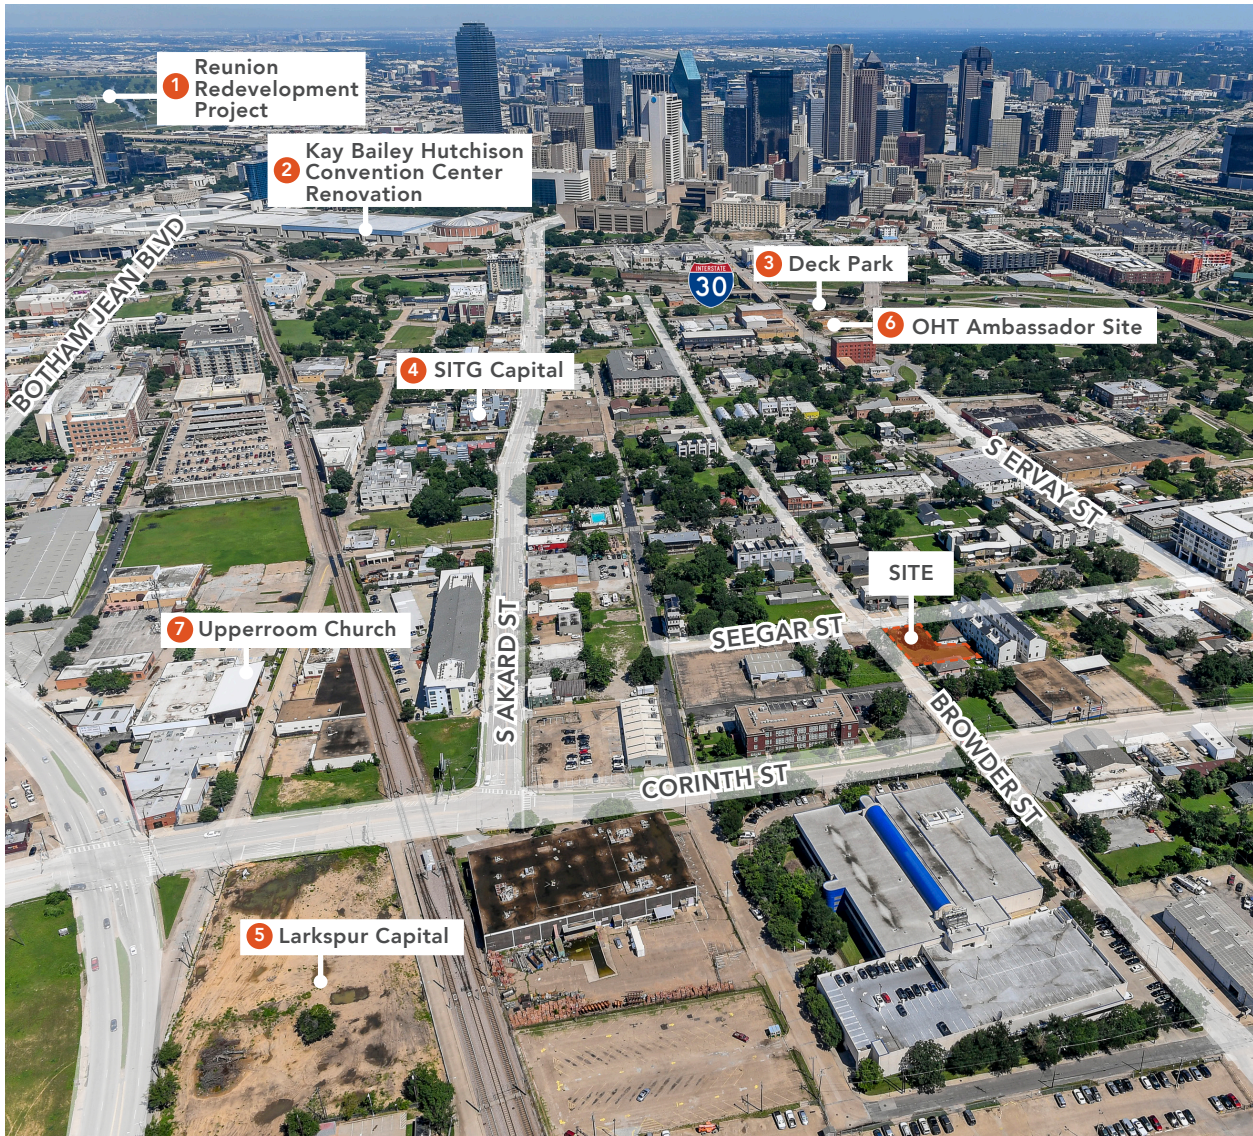 1 Reunion
Redevelopment
Project
2 Kay Bailey Hutchison
Convention Center
Renovation
BOTHAM JEAN BLVD
INTERSTATE
30
3 Deck Park
6 OHT Ambassador Site
4 SITG Capital
S ERVAY ST
SITE
7 Upperroom Church
SEEGAR ST
S AKARD ST
BROWDER ST
CORINTH ST
5 Larkspur Capital